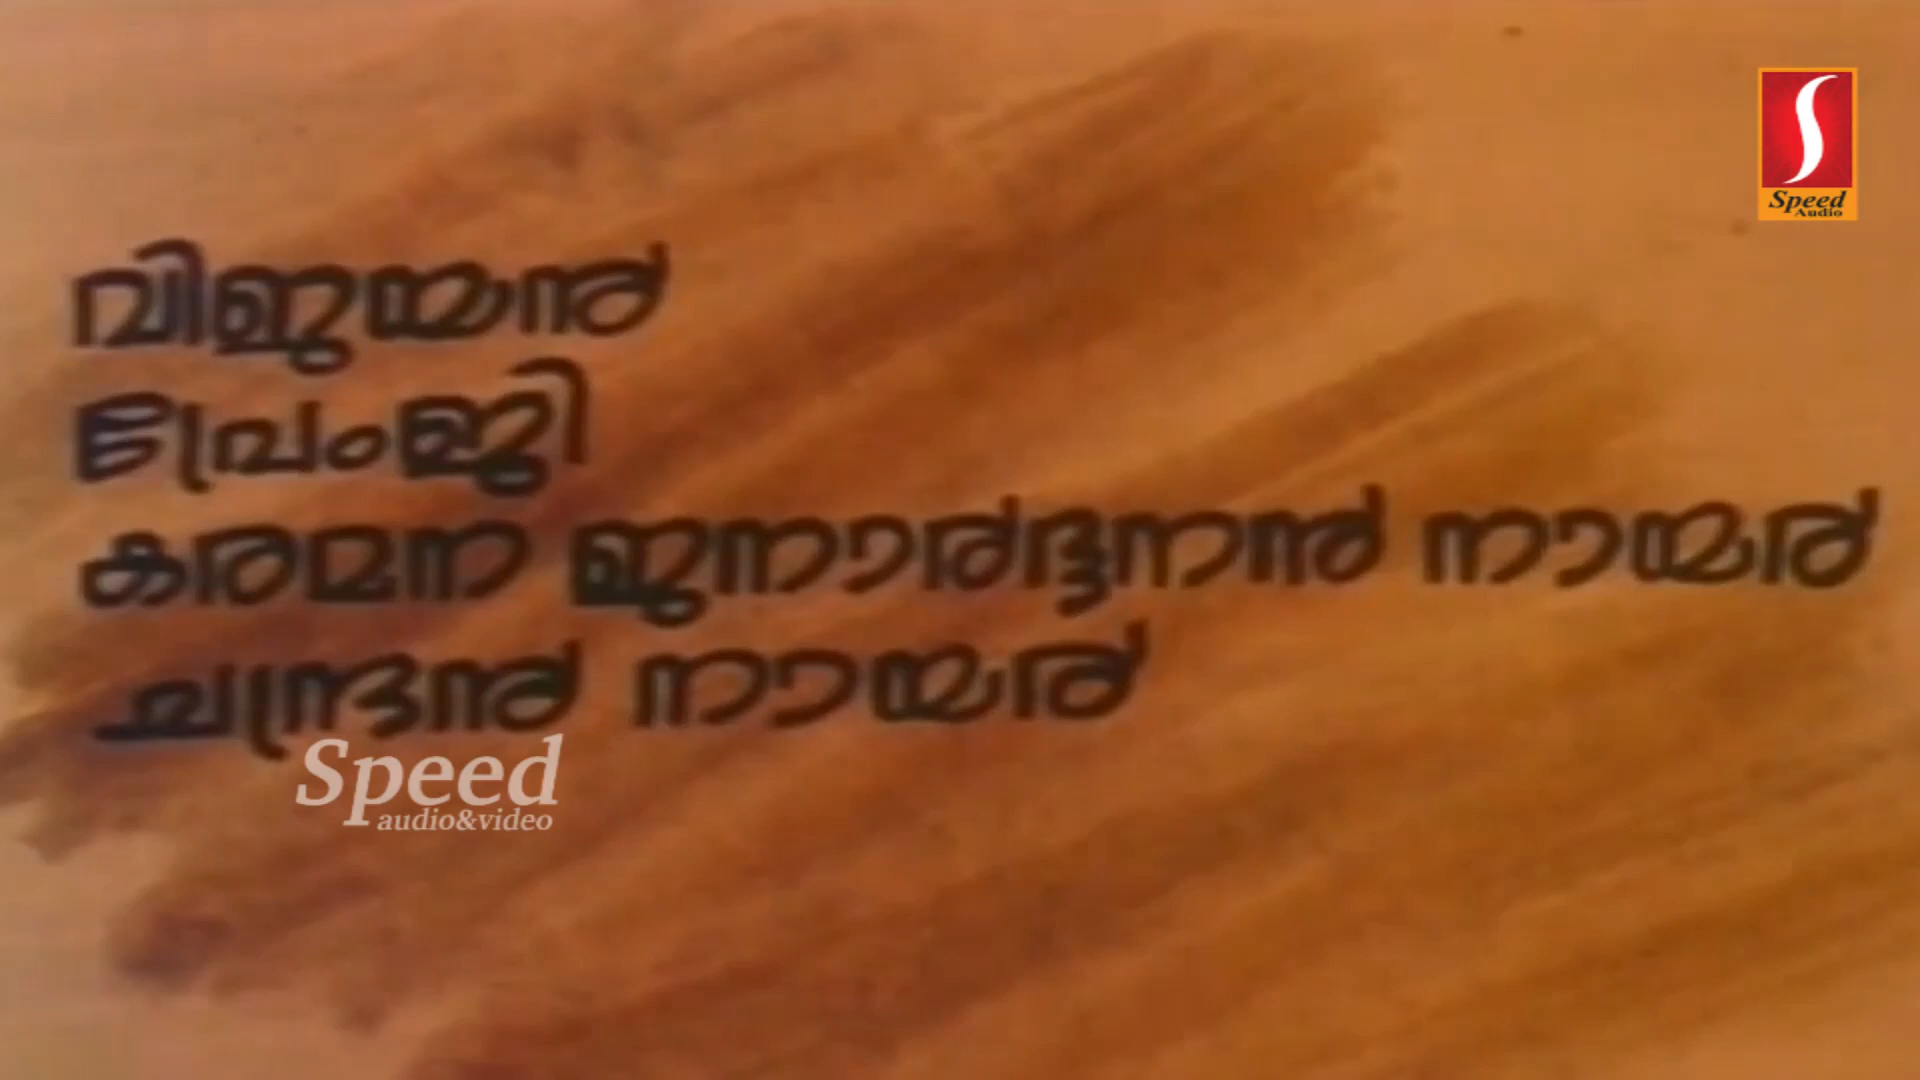 Speed
Audio
വിജയൻ
പ്രേംജി
കരമന ജനാർദ്ദനൻ നായർ
ചന്ദ്രൻ നായർ
Speed
audio&video